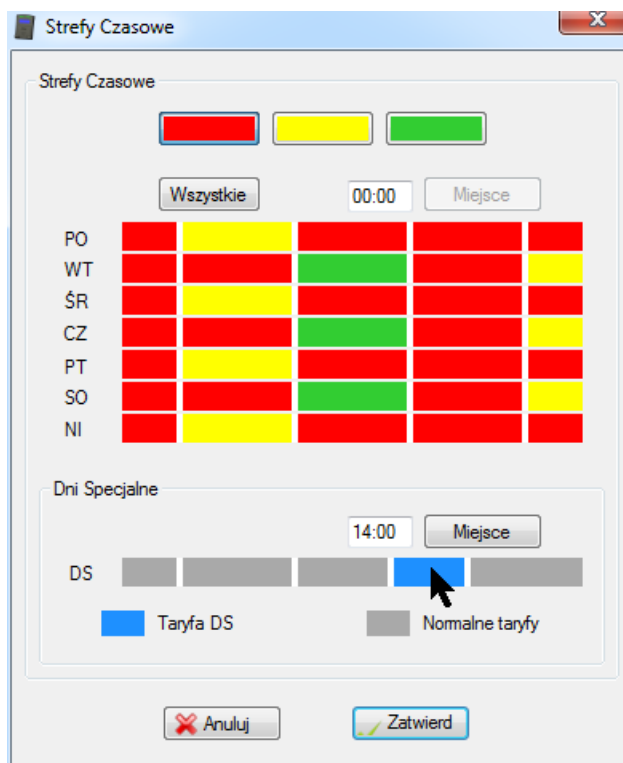 Strefy Czasowe
Strefy Czasowe
Wszystkie 00:00 Miejsce
PO
WT
ŚR
CZ
PT
SO
NI
Dni Specjalne
14:00 Miejsce
DS
Taryfa DS Normalne taryfy
Anuluj Zatwierd